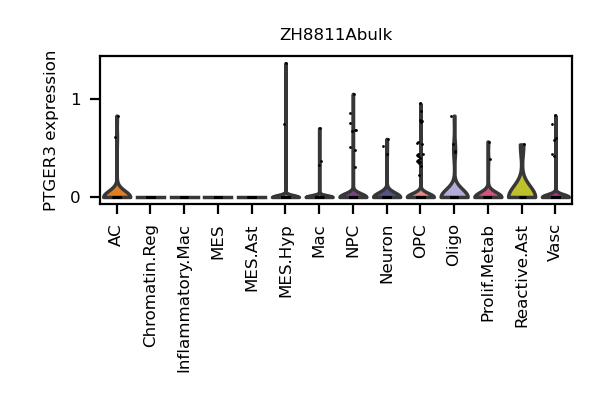 ZH8811Abulk
PTGER3 expression
1
0
AC
Chromatin.Reg
Inflammatory.Mac
MES
MES.Ast
MES.Hyp
Mac
NPC
Neuron
OPC
Oligo
Prolif.Metab
Reactive.Ast
Vasc